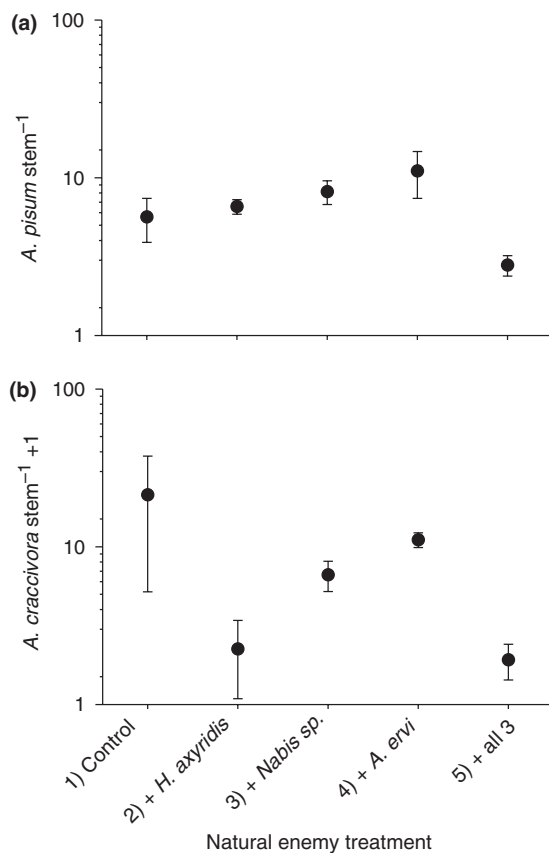 (a)
100
10
1
A. pisum stem⁻¹
(b)
100
10
1
A. craccivora stem⁻¹ +1
1) Control
2) + H. axyridis
3) + Nabis sp.
4) + A. ervi
5) + all 3
Natural enemy treatment